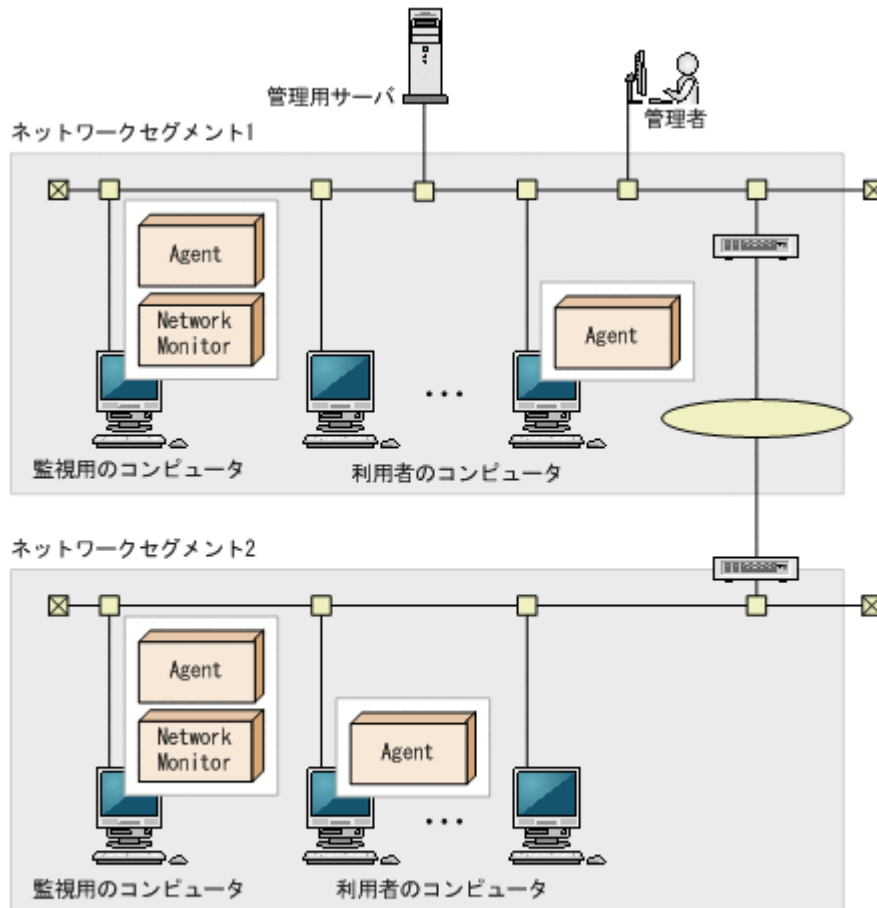 管理用サーバ
管理者
ネットワークセグメント1
Agent
Network
Monitor
Agent
...
監視用のコンピュータ
利用者のコンピュータ
ネットワークセグメント2
Agent
Network
Monitor
Agent
...
監視用のコンピュータ
利用者のコンピュータ